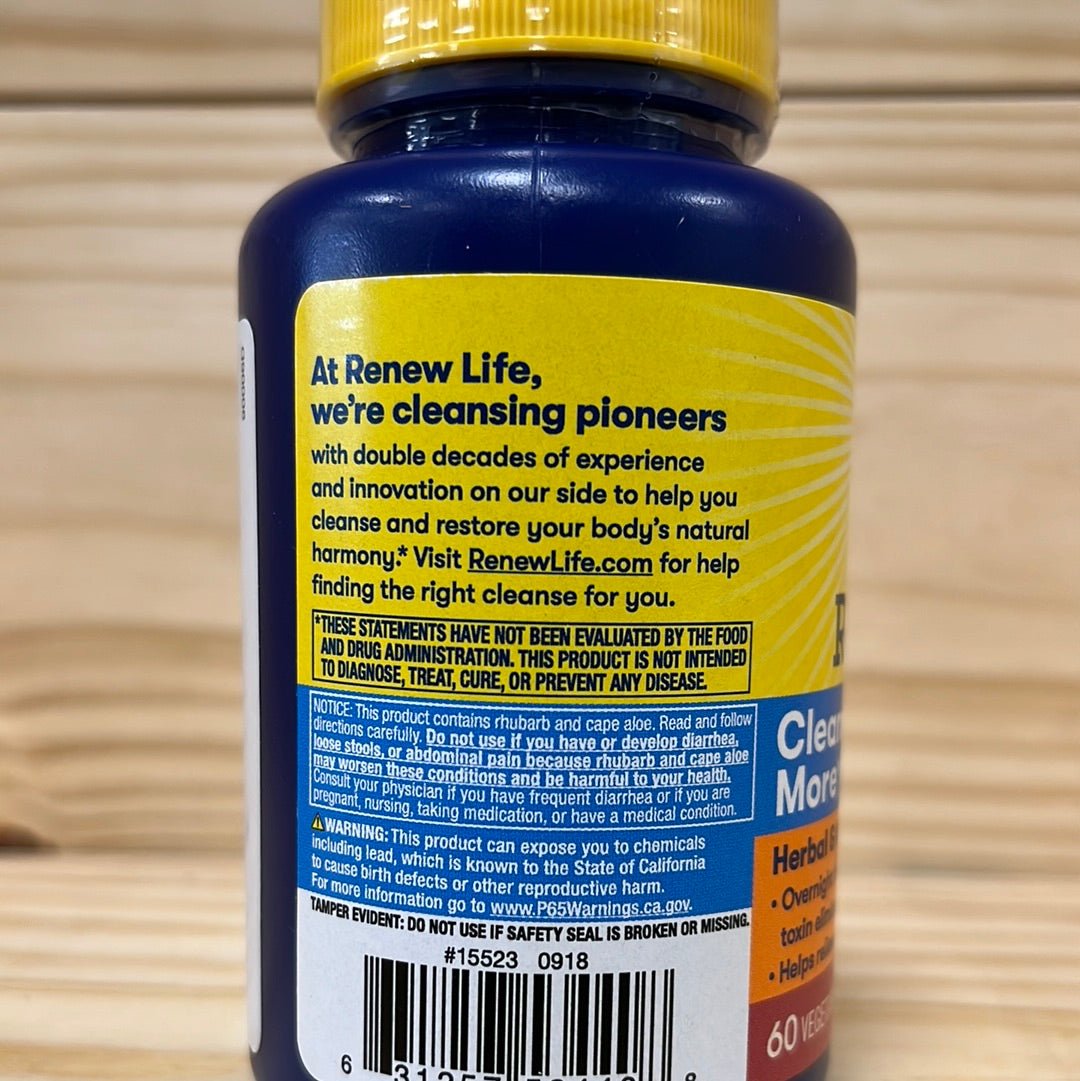 At Renew Life,
we're cleansing pioneers
with double decades of experience
and innovation on our side to help you
cleanse and restore your body's natural
harmony.* Visit RenewLife.com for help
finding the right cleanse for you.
*THESE STATEMENTS HAVE NOT BEEN EVALUATED BY THE FOOD
AND DRUG ADMINISTRATION. THIS PRODUCT IS NOT INTENDED
TO DIAGNOSE, TREAT, CURE, OR PREVENT ANY DISEASE.
NOTICE: This product contains rhubarb and cape aloe. Read and follow
directions carefully. Do not use if you have or develop diarrhea,
loose stools, or abdominal pain because rhubarb and cape aloe
may worsen these conditions and be harmful to your health.
Consult your physician if you have frequent diarrhea or if you are
pregnant, nursing, taking medication, or have a medical condition.
WARNING: This product can expose you to chemicals
including lead, which is known to the State of California
to cause birth defects or other reproductive harm.
For more information go to www.P65Warnings.ca.gov.
TAMPER EVIDENT: DO NOT USE IF SAFETY SEAL IS BROKEN OR MISSING.
#15523 0918
More
Herbal
•
toxin
• Helps
60